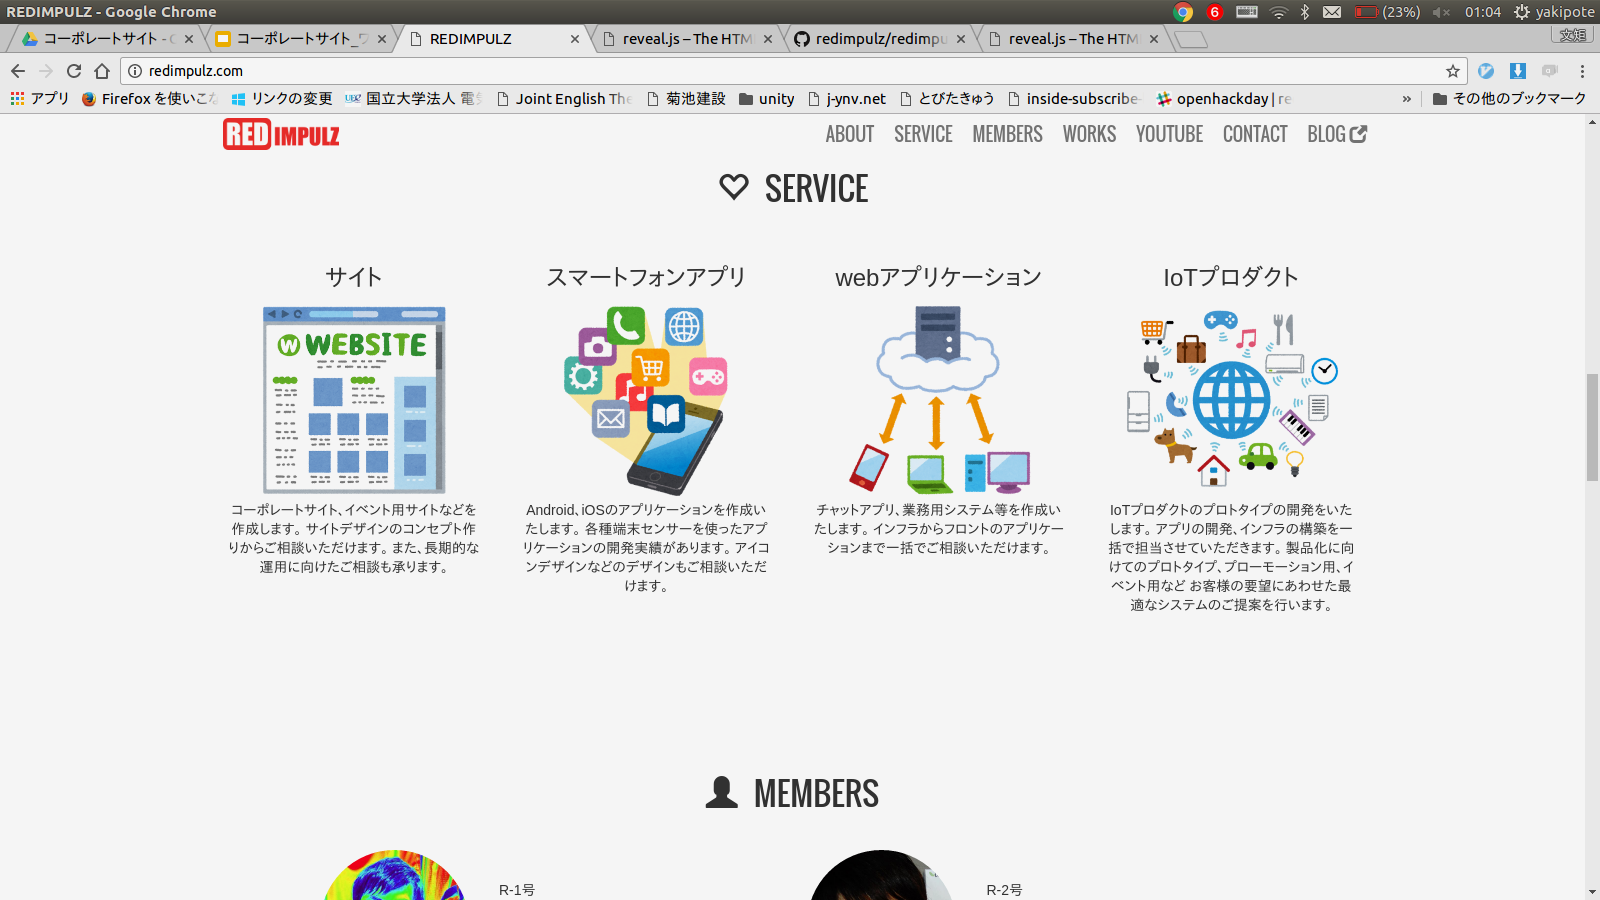 REDIMPULZ - Google Chrome
6
(23%)
01:04
yakipote
コーポレートサイト - 
コーポレートサイト_
REDIMPULZ
reveal.js – The HTM
redimpulz/redimpu
reveal.js – The HTM
redimpulz.com
アプリ
Firefox を使いこな
リンクの変更
国立大学法人 電気
Joint English The
菊池建設
unity
j-ynv.net
とびたきゅう
inside-subscribe-
openhackday | re
»
その他のブックマーク
RED IMPULZ
ABOUT
SERVICE
MEMBERS
WORKS
YOUTUBE
CONTACT
BLOG
SERVICE
サイト
W WEBSITE
コーポレートサイト、イベント用サイトなどを
作成します。サイトデザインのコンセプト作
りからご相談いただけます。また、長期的な
運用に向けたご相談も承ります。
スマートフォンアプリ
Android、iOSのアプリケーションを作成い
たします。各種端末センサーを使ったアプ
リケーションの開発実績があります。アイコ
ンデザインなどのデザインもご相談いただ
けます。
webアプリケーション
チャットアプリ、業務用システム等を作成い
たします。インフラからフロントのアプリケー
ションまで一括でご相談いただけます。
IoTプロダクト
IoTプロダクトのプロトタイプの開発をいた
します。アプリの開発、インフラの構築を一
括で担当させていただきます。製品化に向
けてのプロトタイプ、プローモーション用、イ
ベント用など お客様の要望にあわせた最
適なシステムのご提案を行います。
MEMBERS
R-1号
R-2号